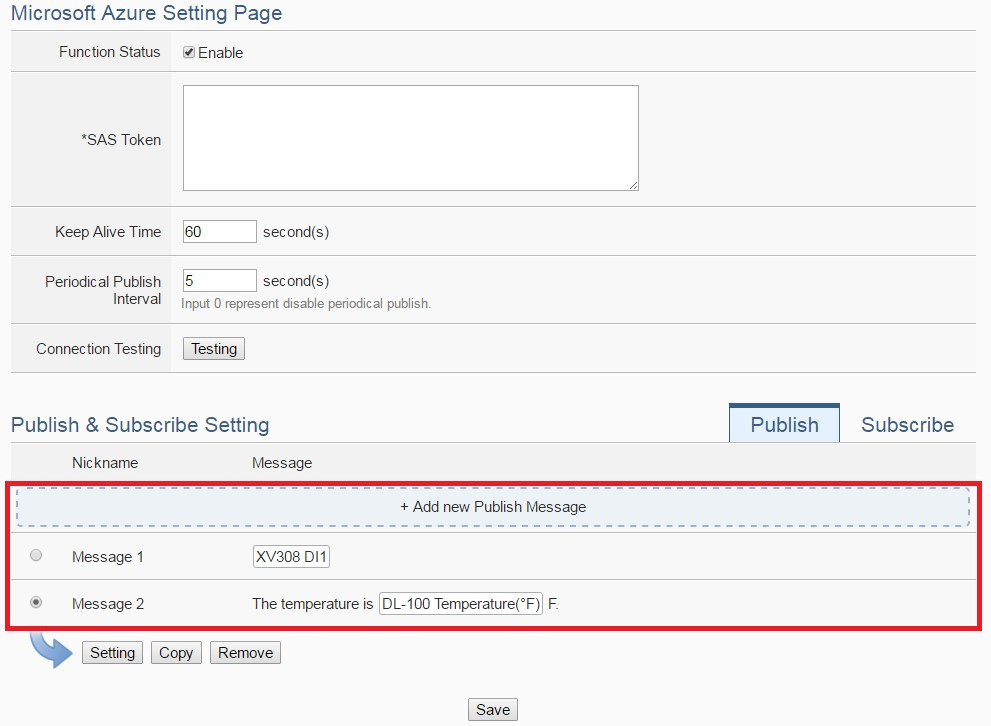 Microsoft Azure Setting Page
Function Status Enable
*SAS Token
Keep Alive Time 60 second(s)
Periodical Publish Interval 5 second(s)
Input 0 represent disable periodical publish.
Connection Testing Testing
Publish & Subscribe Setting Publish Subscribe
Nickname Message
+ Add new Publish Message
Message 1 XV308 DI1
Message 2 The temperature is DL-100 Temperature(°F) F.
Setting Copy Remove
Save